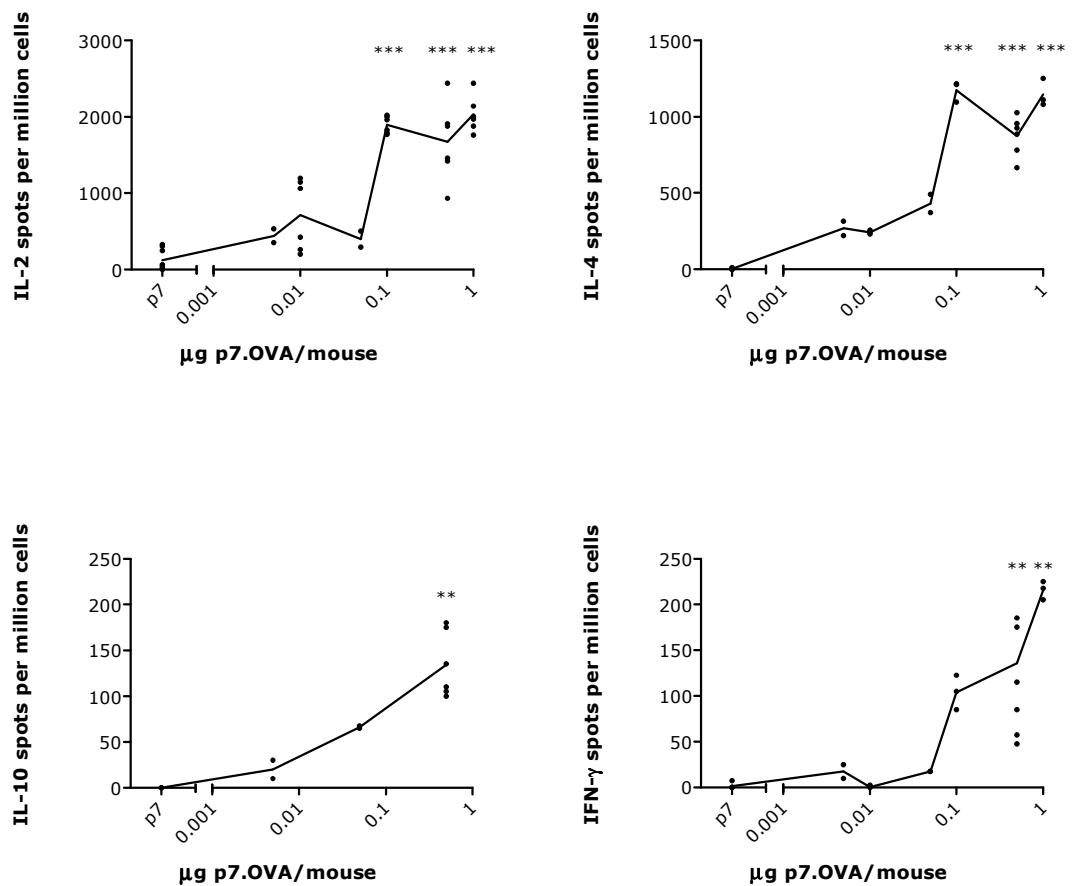 IL-2 spots per million cells
3000
2000
1000
0
*** *** ***
p7 0.001 0.01 0.1 1
μg p7.OVA/mouse
IL-4 spots per million cells
1500
1000
500
0
*** *** ***
p7 0.001 0.01 0.1 1
μg p7.OVA/mouse
IL-10 spots per million cells
250
200
150
100
50
0
**
p7 0.001 0.01 0.1 1
μg p7.OVA/mouse
IFN-γ spots per million cells
250
200
150
100
50
0
** **
p7 0.001 0.01 0.1 1
μg p7.OVA/mouse